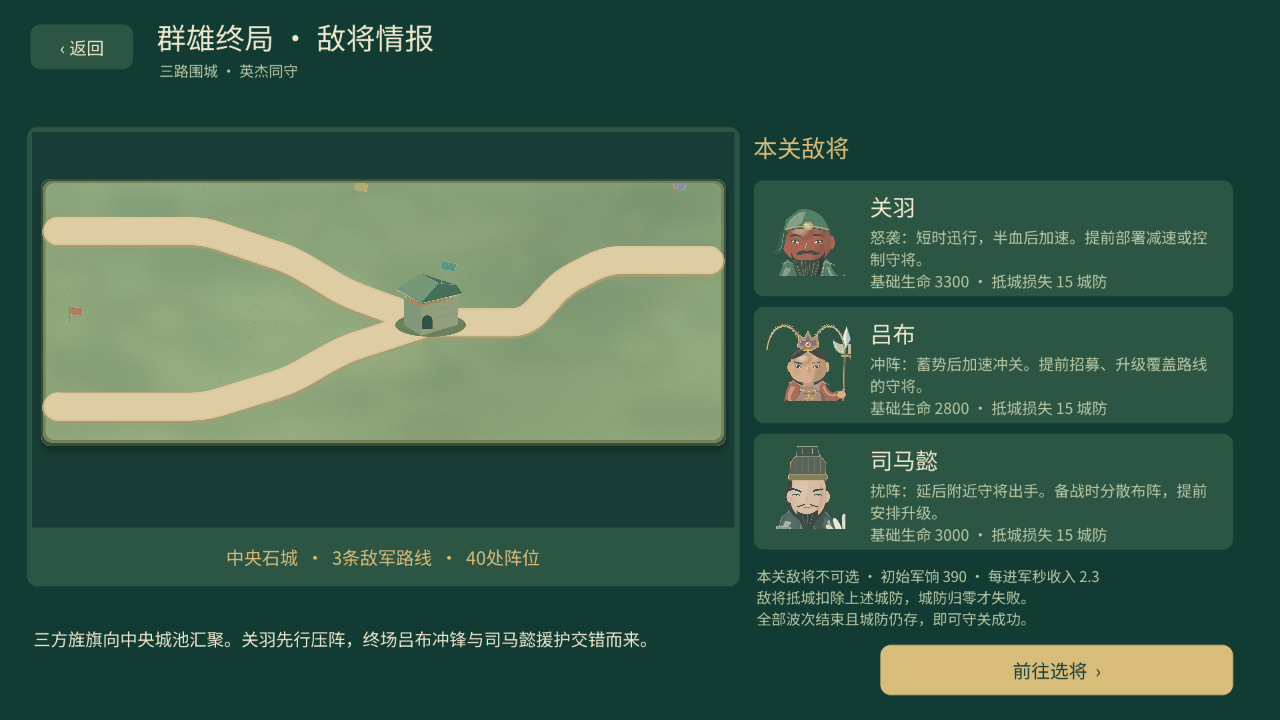 ‹ 返回
群雄终局 · 敌将情报
三路围城 · 英杰同守
中央石城 · 3条敌军路线 · 40处阵位
三方旌旗向中央城池汇聚。关羽先行压阵，终场吕布冲锋与司马懿援护交错而来。
本关敌将
关羽
怒袭：短时迅行，半血后加速。提前部署减速或控
制守将。
基础生命 3300 · 抵城损失 15 城防
吕布
冲阵：蓄势后加速冲关。提前招募、升级覆盖路线
的守将。
基础生命 2800 · 抵城损失 15 城防
司马懿
扰阵：延后附近守将出手。备战时分散布阵，提前
安排升级。
基础生命 3000 · 抵城损失 15 城防
本关敌将不可选 · 初始军饷 390 · 每进军秒收入 2.3
敌将抵城扣除上述城防，城防归零才失败。
全部波次结束且城防仍存，即可守关成功。
前往选将 ›